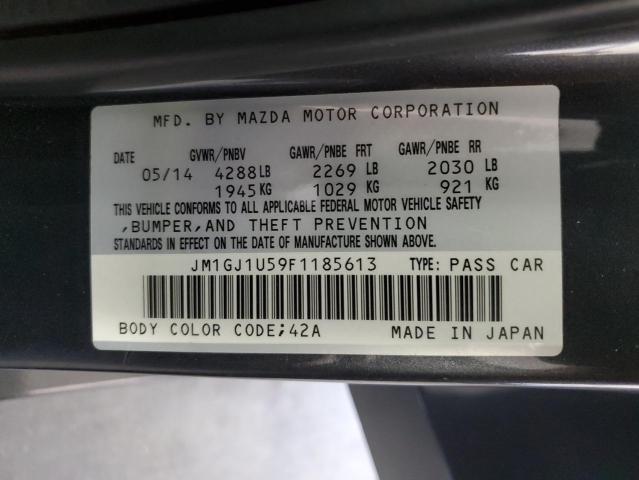 MFD. BY MAZDA MOTOR CORPORATION
DATE GVWR/PNBV GAWR/PNBE FRT GAWR/PNBE RR
05/14 4288LB 2269 LB 2030 LB
1945KG 1029 KG 921 KG
THIS VEHICLE CONFORMS TO ALL APPLICABLE FEDERAL MOTOR VEHICLE SAFETY
,BUMPER,AND THEFT PREVENTION
STANDARDS IN EFFECT ON THE DATE OF MANUFACTURE SHOWN ABOVE.
JM1GJ1U59F1185613 TYPE: PASS CAR
BODY COLOR CODE;42A MADE IN JAPAN